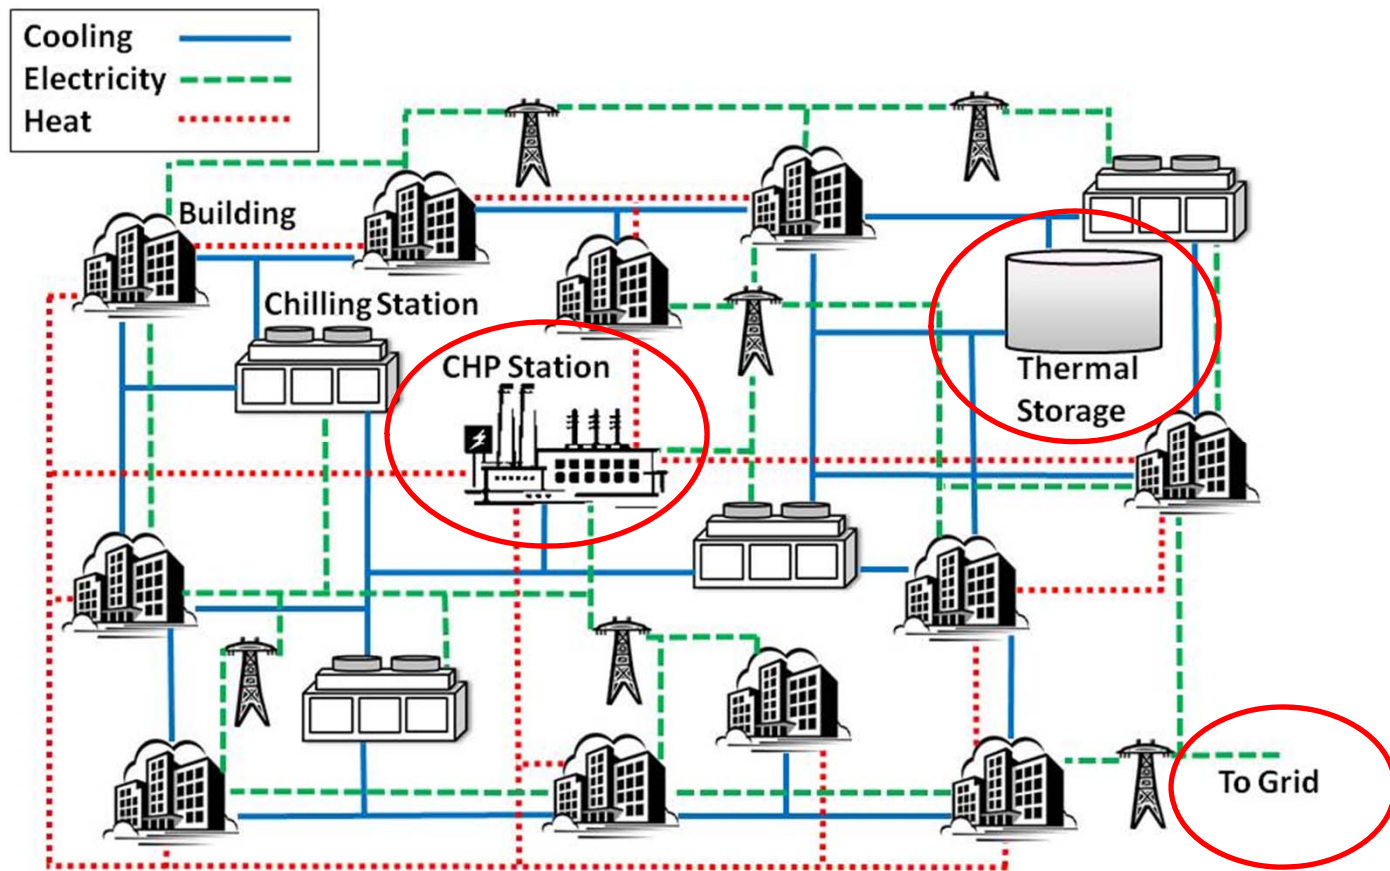 Cooling
Electricity
Heat
Building
Chilling Station
CHP Station
Thermal
Storage
To Grid